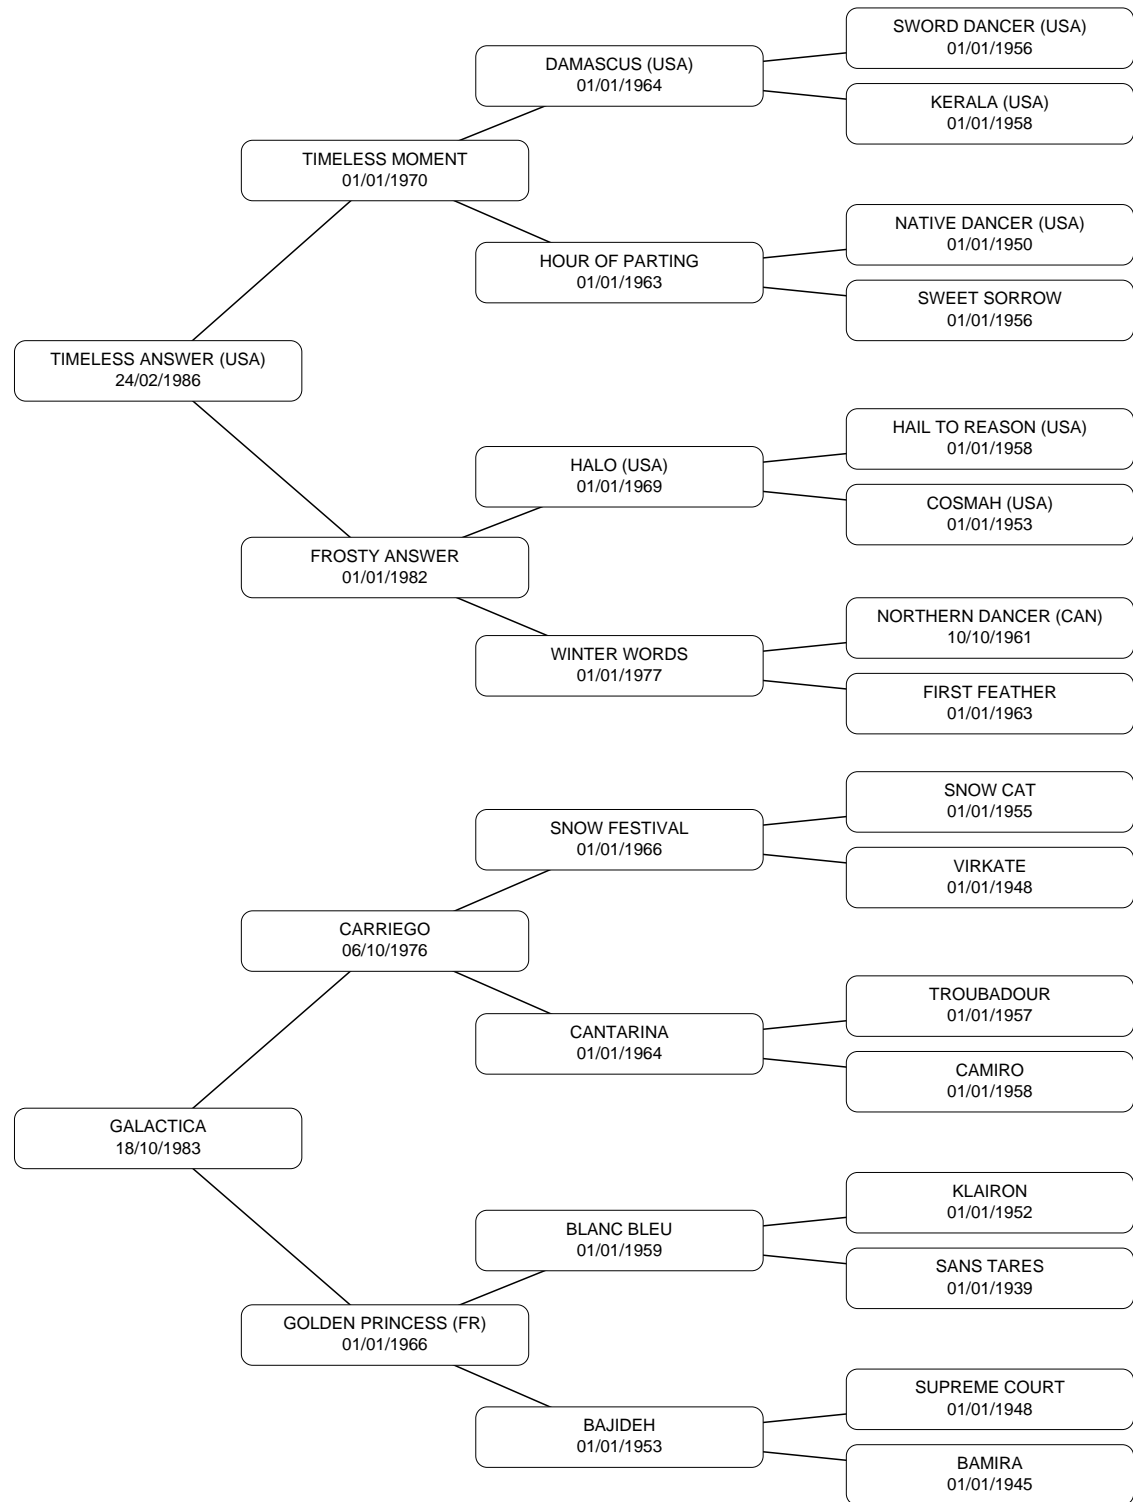 SWORD DANCER (USA)
01/01/1956
DAMASCUS (USA)
01/01/1964
KERALA (USA)
01/01/1958
TIMELESS MOMENT
01/01/1970
NATIVE DANCER (USA)
01/01/1950
HOUR OF PARTING
01/01/1963
SWEET SORROW
01/01/1956
TIMELESS ANSWER (USA)
24/02/1986
HAIL TO REASON (USA)
01/01/1958
HALO (USA)
01/01/1969
COSMAH (USA)
01/01/1953
FROSTY ANSWER
01/01/1982
NORTHERN DANCER (CAN)
10/10/1961
WINTER WORDS
01/01/1977
FIRST FEATHER
01/01/1963
SNOW CAT
01/01/1955
SNOW FESTIVAL
01/01/1966
VIRKATE
01/01/1948
CARRIEGO
06/10/1976
TROUBADOUR
01/01/1957
CANTARINA
01/01/1964
CAMIRO
01/01/1958
GALACTICA
18/10/1983
KLAIRON
01/01/1952
BLANC BLEU
01/01/1959
SANS TARES
01/01/1939
GOLDEN PRINCESS (FR)
01/01/1966
SUPREME COURT
01/01/1948
BAJIDEH
01/01/1953
BAMIRA
01/01/1945